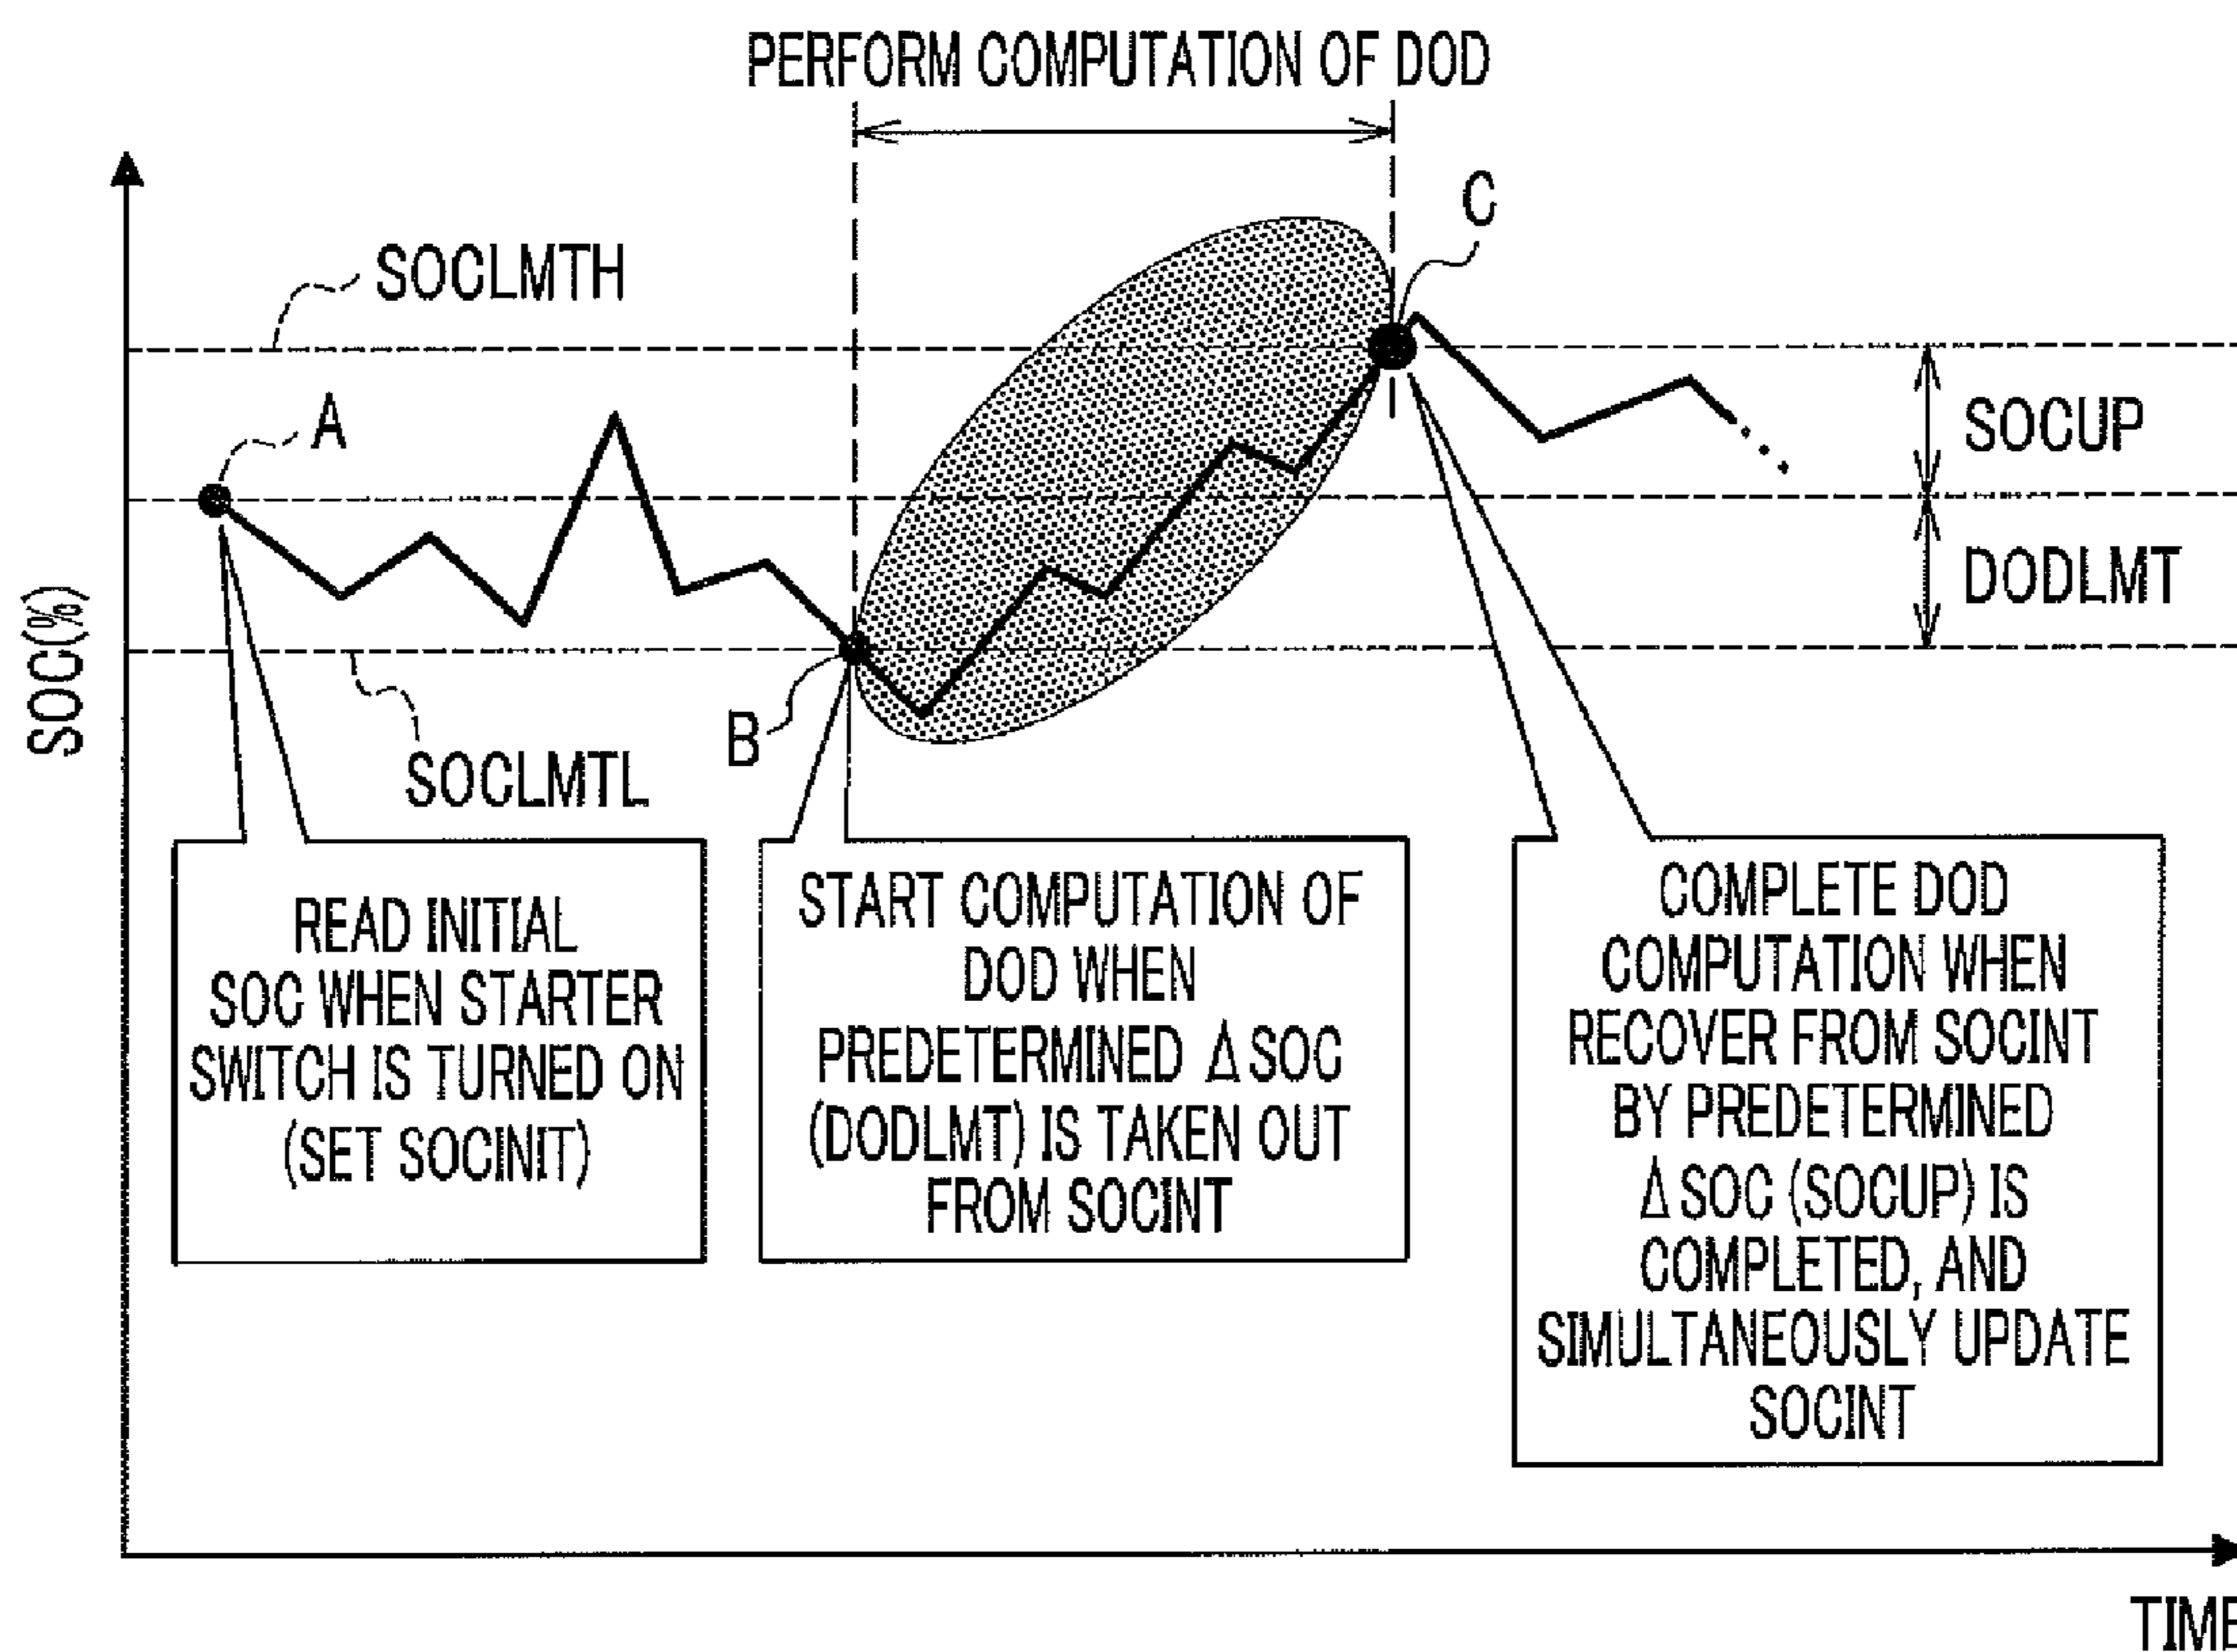 PERFORM COMPUTATION OF DOD
C
SOCLMTH
A
SOCUP
DODLMT
SOC(%)
B
SOCLMTL
READ INITIAL
SOC WHEN STARTER
SWITCH IS TURNED ON
(SET SOCINIT)
START COMPUTATION OF
DOD WHEN
PREDETERMINED ΔSOC
(DODLMT) IS TAKEN OUT
FROM SOCINT
COMPLETE DOD
COMPUTATION WHEN
RECOVER FROM SOCINT
BY PREDETERMINED
ΔSOC (SOCUP) IS
COMPLETED, AND
SIMULTANEOUSLY UPDATE
SOCINT
TIME